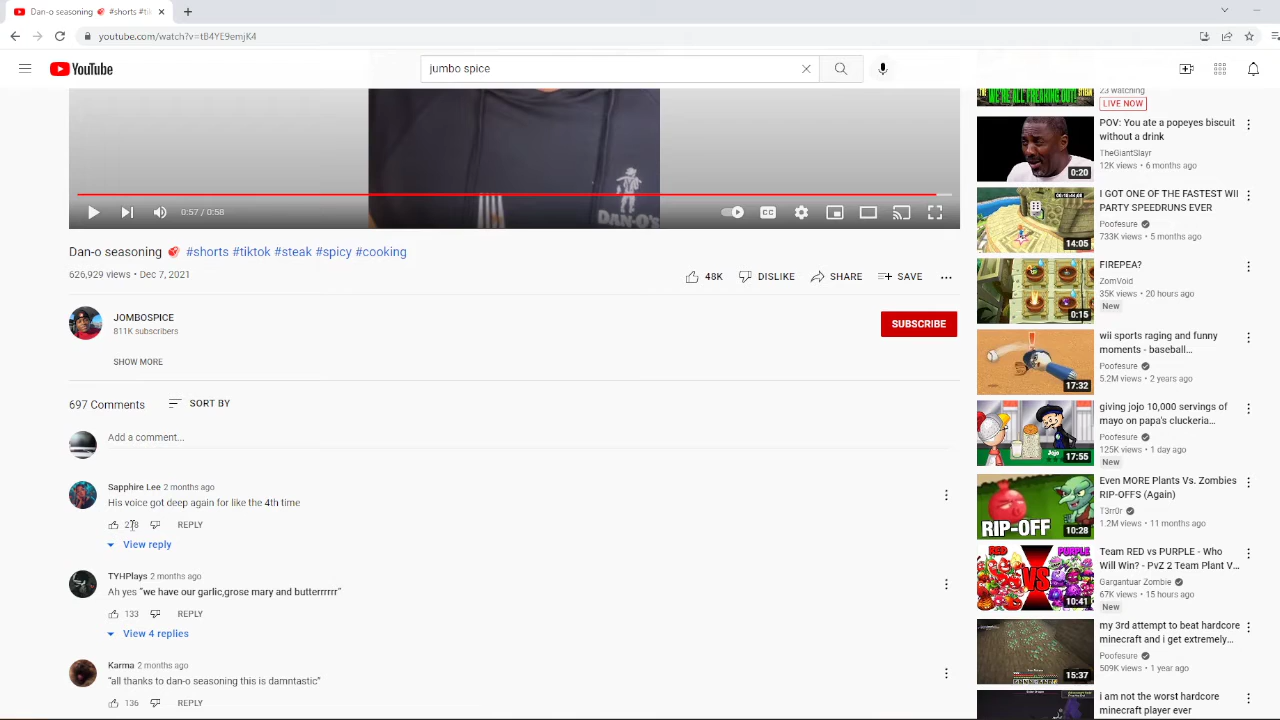 Dan-o seasoning 🥩 #shorts #ti
youtube.com/watch?v=tB4YE9emjK4
YouTube
jumbo spice
0:57 / 0:58
DAN-O'S
Dan-o seasoning 🥩 #shorts #tiktok #steak #spicy #cooking
626,929 views • Dec 7, 2021
48K
DISLIKE
SHARE
SAVE
JOMBOSPICE
811K subscribers
SUBSCRIBE
SHOW MORE
697 Comments
SORT BY
Add a comment...
Sapphire Lee 2 months ago
His voice got deep again for like the 4th time
REPLY
View reply
TYHPlays 2 months ago
Ah yes “we have our garlic,grose mary and butterrrrrr”
133
REPLY
View 4 replies
Karma 2 months ago
"all thanks to dan-o seasoning this is damntastic"
136
REPLY
WE'RE ALL FREAKING OUT!
23 watching
LIVE NOW
0:20
POV: You ate a popeyes biscuit
without a drink
TheGiantSlayr
12K views • 6 months ago
14:05
I GOT ONE OF THE FASTEST WII
PARTY SPEEDRUNS EVER
Poofesure
733K views • 5 months ago
0:15
FIREPEA?
ZomVoid
35K views • 20 hours ago
New
17:32
wii sports raging and funny
moments - baseball...
Poofesure
5.2M views • 2 years ago
Jojo
17:55
giving jojo 10,000 servings of
mayo on papa's cluckeria...
Poofesure
125K views • 1 day ago
New
RIP-OFF
10:28
Even MORE Plants Vs. Zombies
RIP-OFFS (Again)
T3rr0r
1.2M views • 11 months ago
RED
VS
PURPLE
10:41
Team RED vs PURPLE - Who
Will Win? - PvZ 2 Team Plant V...
Gargantuar Zombie
67K views • 15 hours ago
New
15:37
my 3rd attempt to beat hardcore
minecraft and i get extremely...
Poofesure
509K views • 1 year ago
i am not the worst hardcore
minecraft player ever